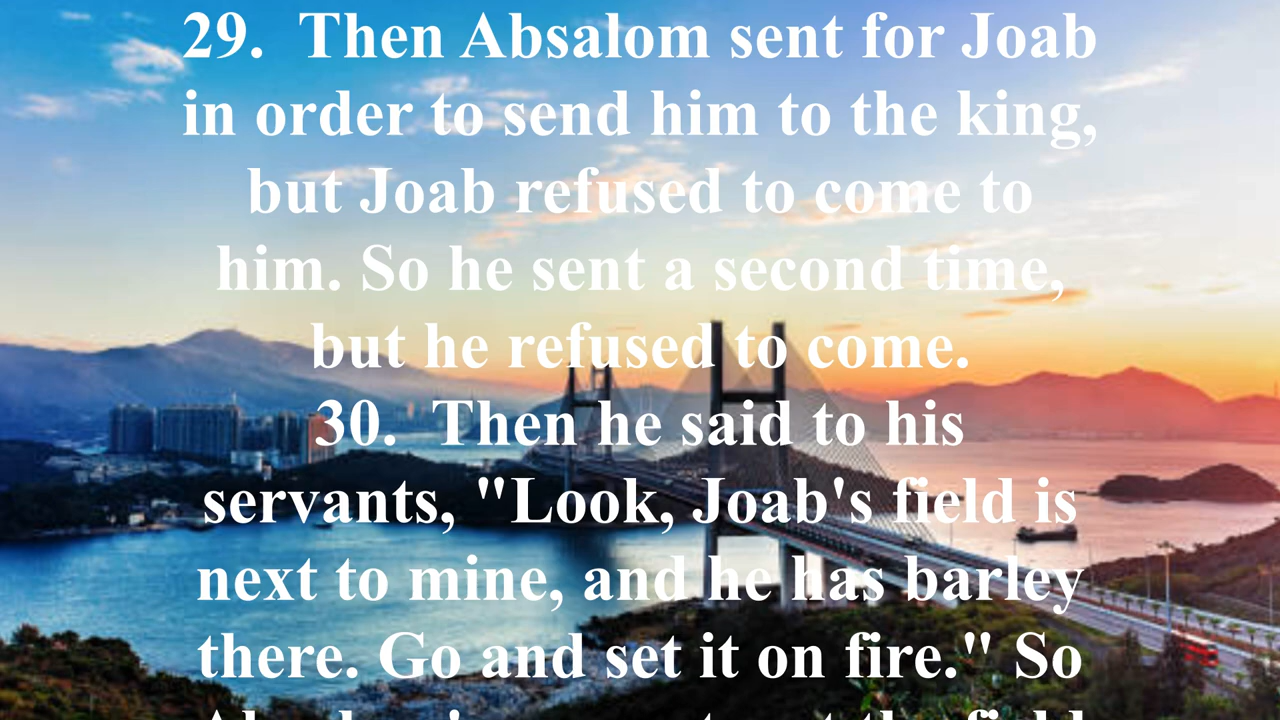 29.  Then Absalom sent for Joab
in order to send him to the king,
but Joab refused to come to
him. So he sent a second time,
but he refused to come.
30.  Then he said to his
servants, "Look, Joab's field is
next to mine, and he has barley
there. Go and set it on fire." So